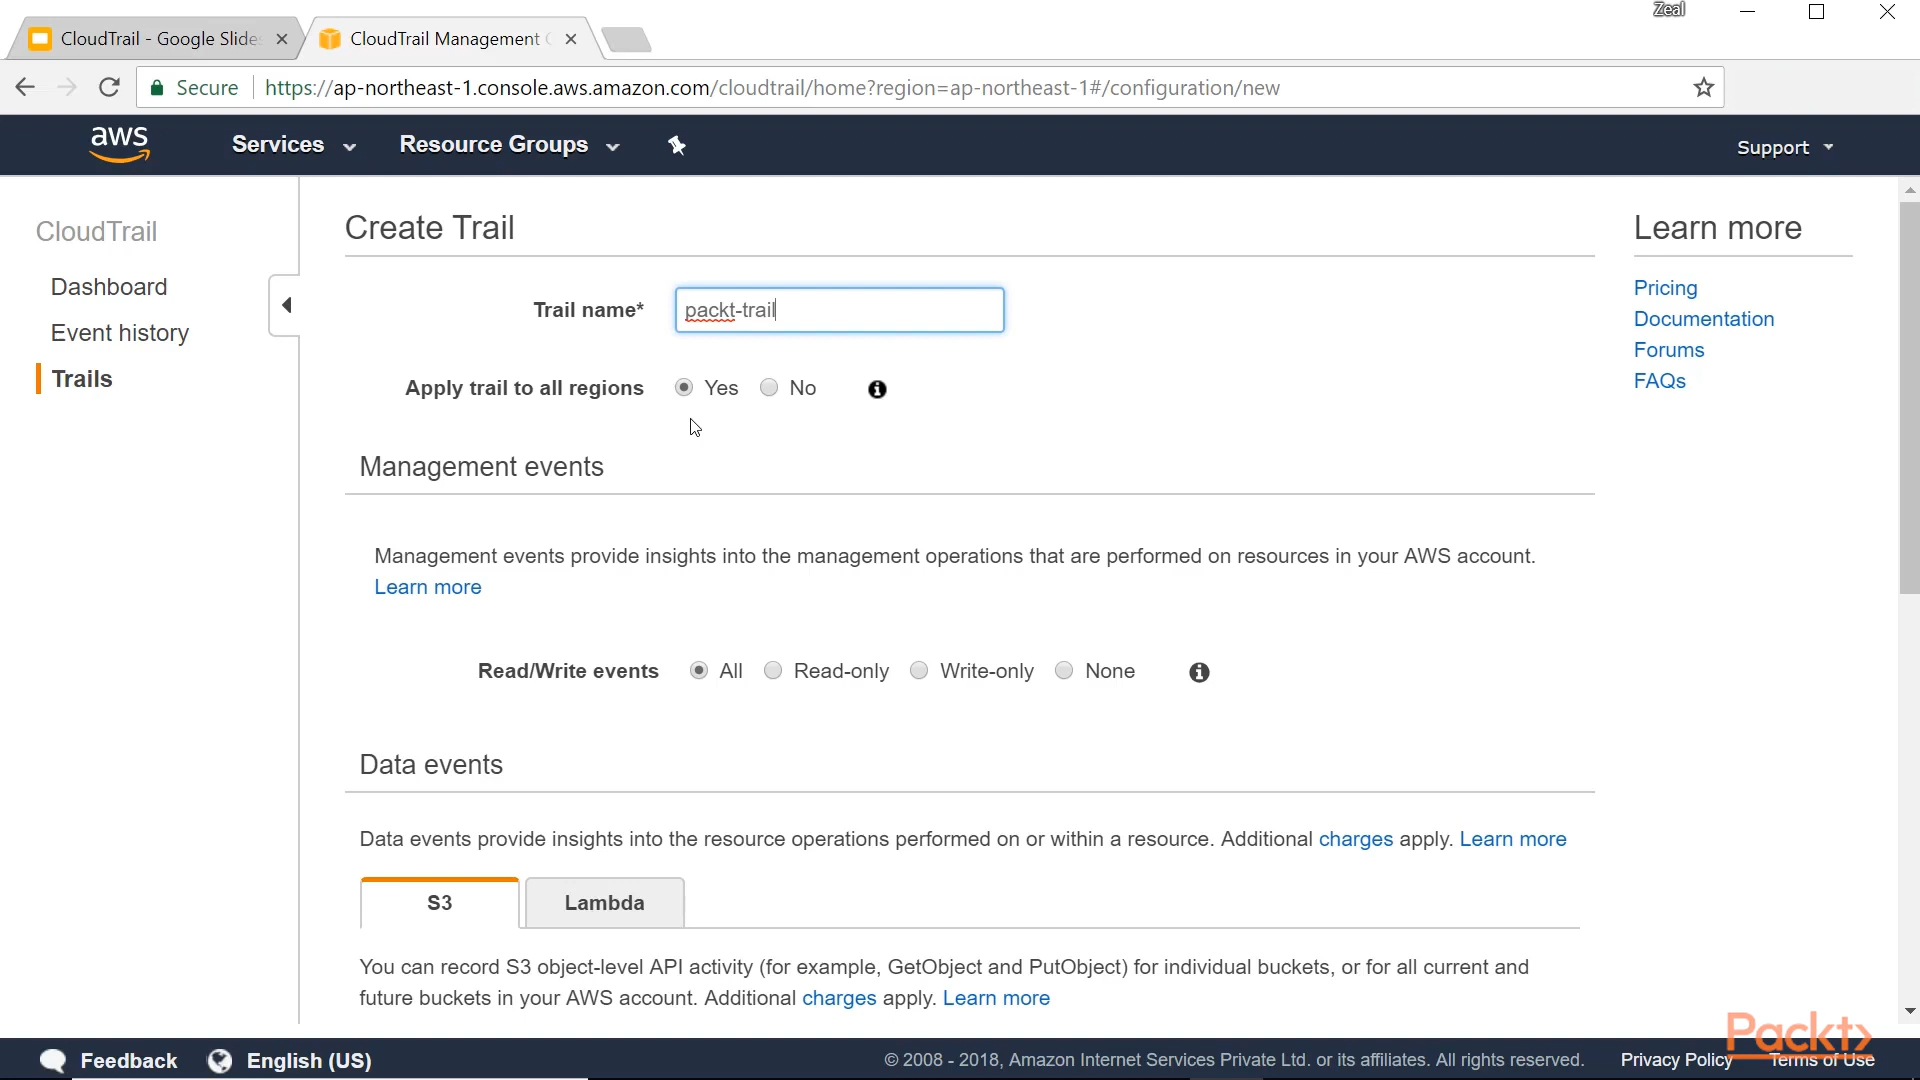 Zeal
CloudTrail - Google Slide
CloudTrail Management
Secure https://ap-northeast-1.console.aws.amazon.com/cloudtrail/home?region=ap-northeast-1#/configuration/new
aws Services Resource Groups Support
CloudTrail
Dashboard
Event history
Trails
Create Trail
Trail name* packt-trail
Apply trail to all regions Yes No
Management events
Management events provide insights into the management operations that are performed on resources in your AWS account.
Learn more
Read/Write events All Read-only Write-only None
Data events
Data events provide insights into the resource operations performed on or within a resource. Additional charges apply. Learn more
S3 Lambda
You can record S3 object-level API activity (for example, GetObject and PutObject) for individual buckets, or for all current and
future buckets in your AWS account. Additional charges apply. Learn more
Learn more
Pricing
Documentation
Forums
FAQs
Packt>
Feedback English (US) © 2008 - 2018, Amazon Internet Services Private Ltd. or its affiliates. All rights reserved. Privacy Policy Terms of Use